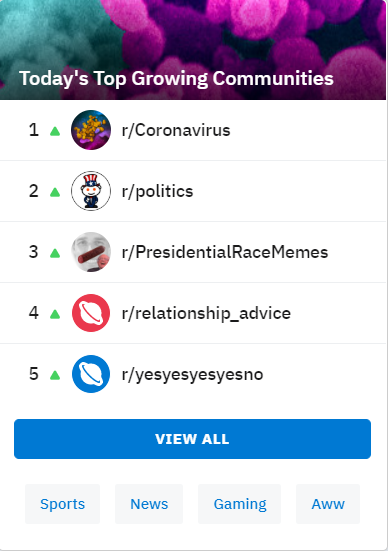 Today's Top Growing Communities
1 r/Coronavirus
2 r/politics
3 r/PresidentialRaceMemes
4 r/relationship_advice
5 r/yesyesyesyesno
VIEW ALL
Sports News Gaming Aww